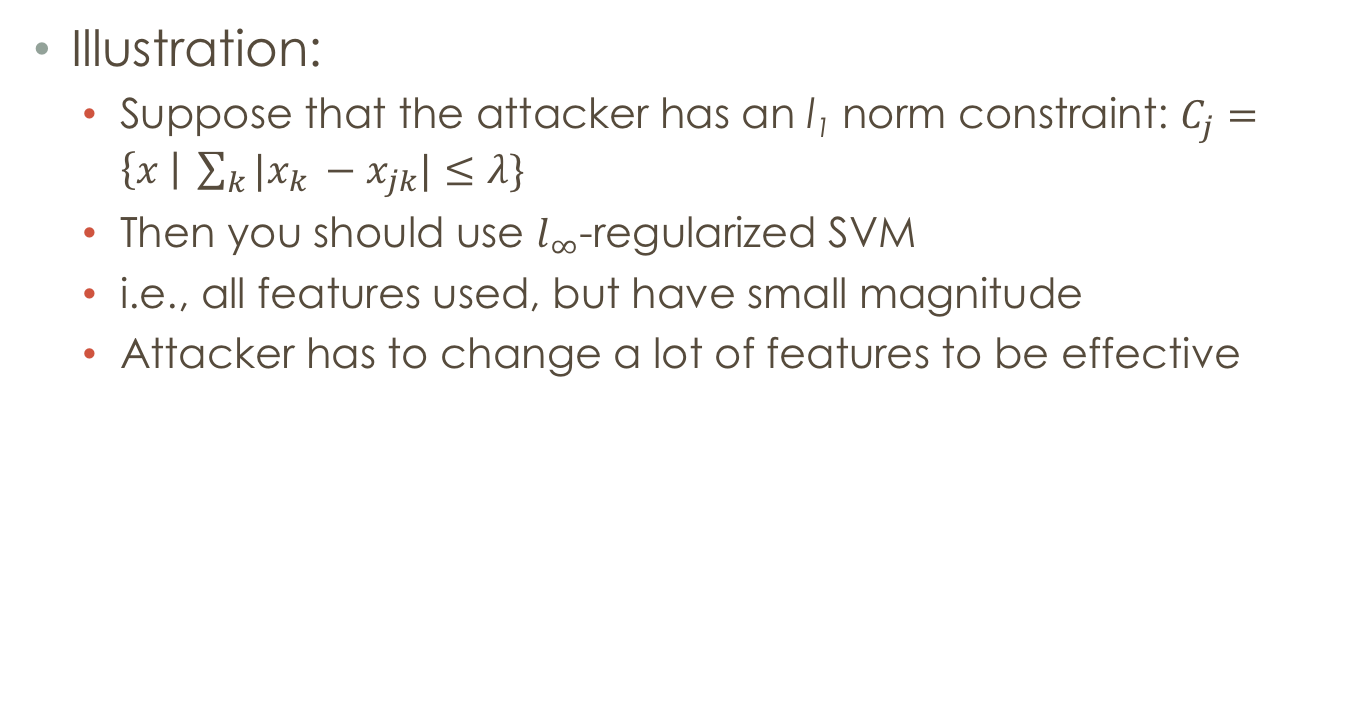 • Illustration:
• Suppose that the attacker has an l₁ norm constraint: Cⱼ =
{x | ∑ₖ |xₖ − xⱼₖ| ≤ λ}
• Then you should use l∞-regularized SVM
• i.e., all features used, but have small magnitude
• Attacker has to change a lot of features to be effective